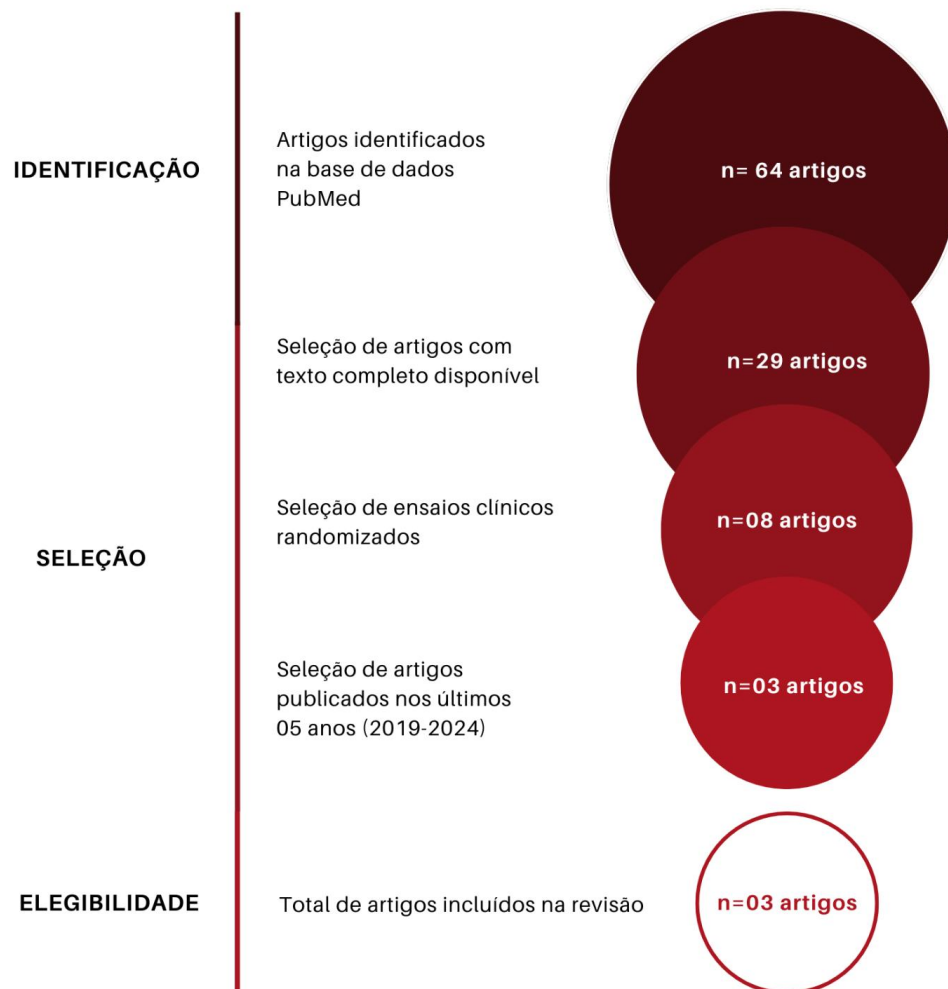 IDENTIFICAÇÃO
Artigos identificados
na base de dados
PubMed
n= 64 artigos
Seleção de artigos com
texto completo disponível
n=29 artigos
SELEÇÃO
Seleção de ensaios clínicos
randomizados
n=08 artigos
Seleção de artigos
publicados nos últimos
05 anos (2019-2024)
n=03 artigos
ELEGIBILIDADE
Total de artigos incluídos na revisão
n=03 artigos